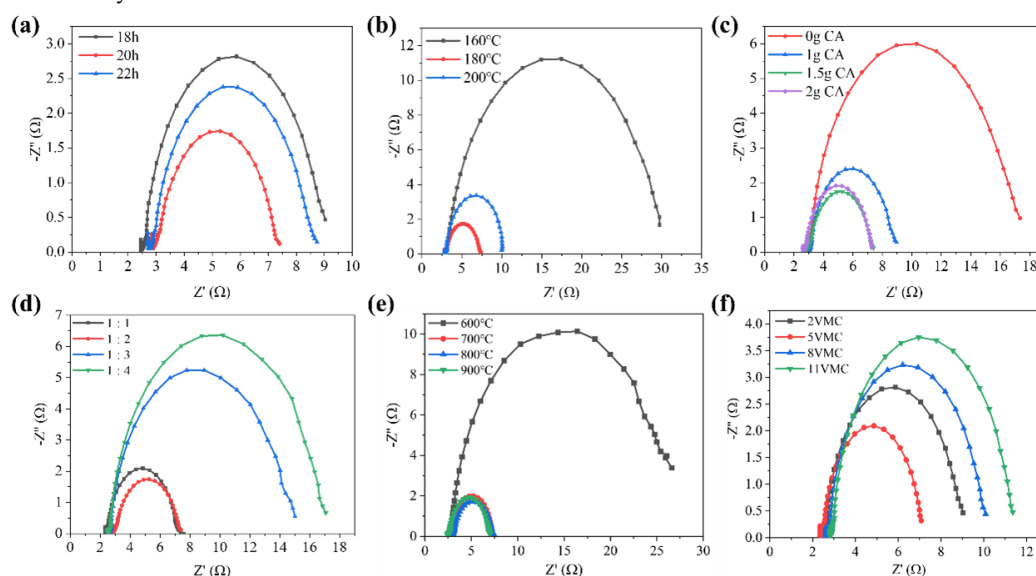 (a)
18h
20h
22h
3.0
2.5
2.0
1.5
1.0
0.5
0.0
0 1 2 3 4 5 6 7 8 9 10
-Z" (Ω)
Z' (Ω)
(b)
160°C
180°C
200°C
12
10
8
6
4
2
0
0 5 10 15 20 25 30 35
-Z" (Ω)
Z' (Ω)
(c)
0g CA
1g CA
1.5g CA
2g CA
6
5
4
3
2
1
0
0 2 4 6 8 10 12 14 16 18
-Z" (Ω)
Z' (Ω)
(d)
1 : 1
1 : 2
1 : 3
1 : 4
7
6
5
4
3
2
1
0
0 2 4 6 8 10 12 14 16 18
-Z" (Ω)
Z' (Ω)
(e)
600°C
700°C
800°C
900°C
10
8
6
4
2
0
0 5 10 15 20 25 30
-Z" (Ω)
Z' (Ω)
(f)
2VMC
5VMC
8VMC
11VMC
4.0
3.5
3.0
2.5
2.0
1.5
1.0
0.5
0.0
0 2 4 6 8 10 12
-Z" (Ω)
Z' (Ω)